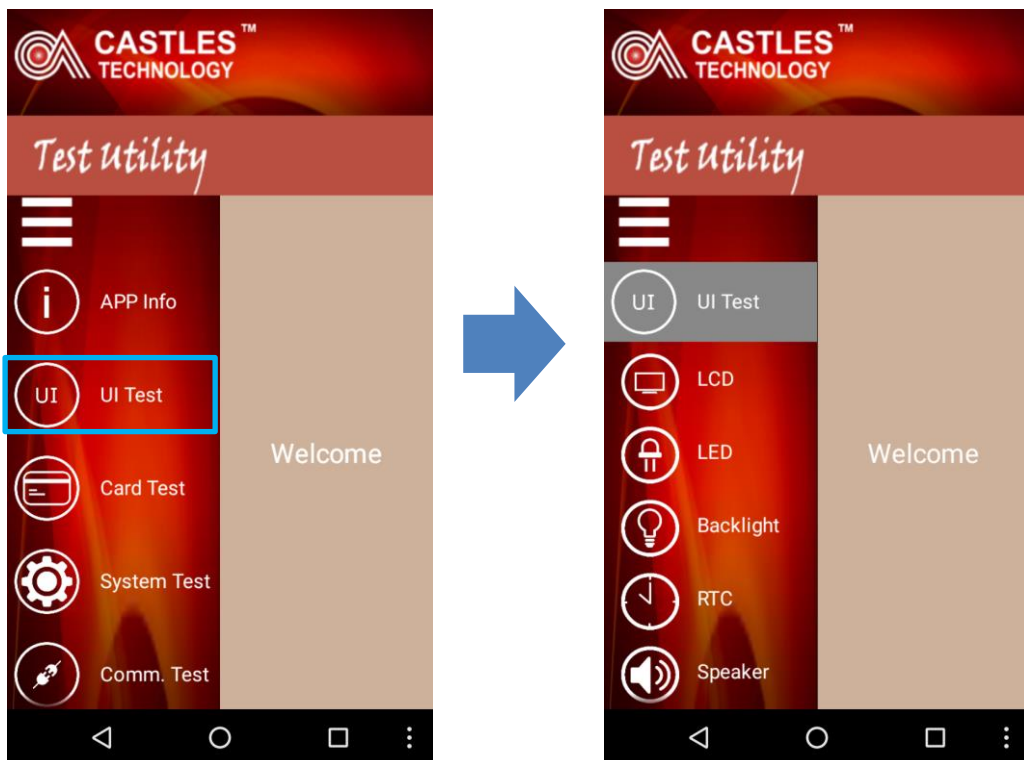 CASTLES™
TECHNOLOGY
Test Utility
i
APP Info
UI
UI Test
Card Test
System Test
Comm. Test
Welcome
CASTLES™
TECHNOLOGY
Test Utility
UI
UI Test
LCD
LED
Backlight
RTC
Speaker
Welcome